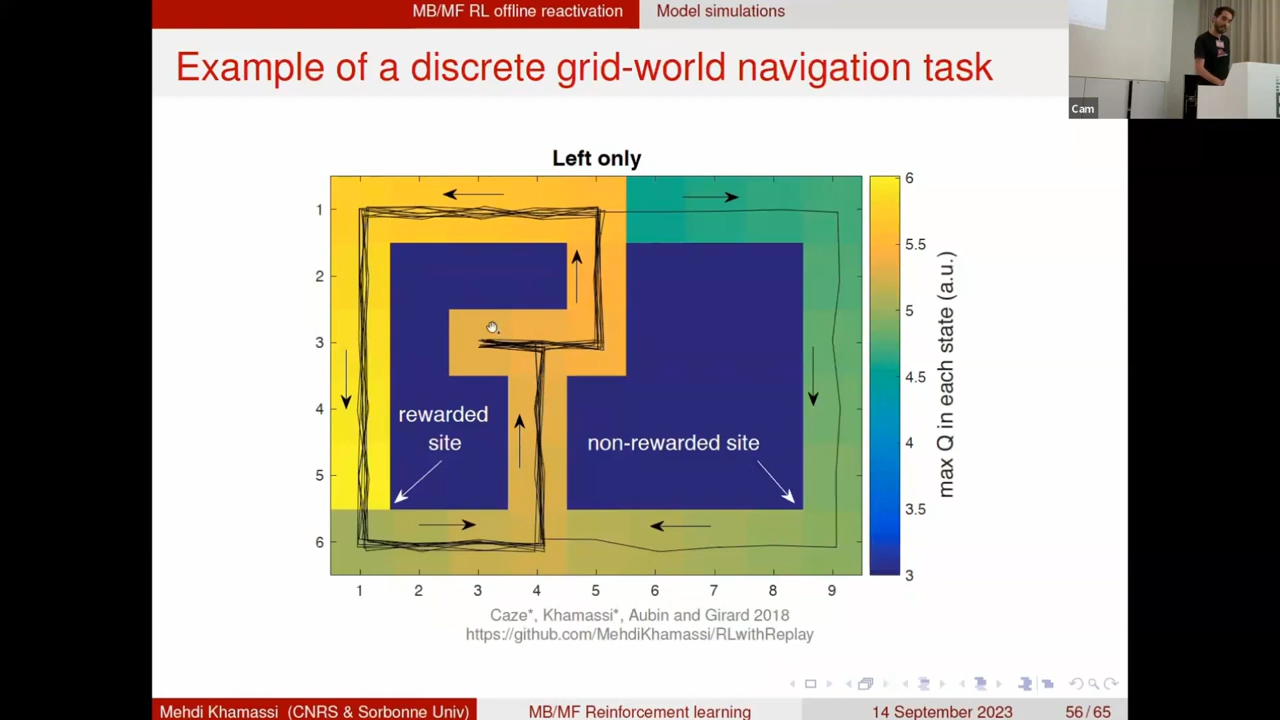 MB/MF RL offline reactivation
Model simulations
Example of a discrete grid-world navigation task
Cam
Left only
1
2
3
4
5
6
1
2
3
4
5
6
7
8
9
rewarded
site
non-rewarded site
6
5.5
5
4.5
4
3.5
3
max Q in each state (a.u.)
Caze*, Khamassi*, Aubin and Girard 2018
https://github.com/MehdiKhamassi/RLwithReplay
Mehdi Khamassi (CNRS & Sorbonne Univ)
MB/MF Reinforcement learning
14 September 2023
56 / 65